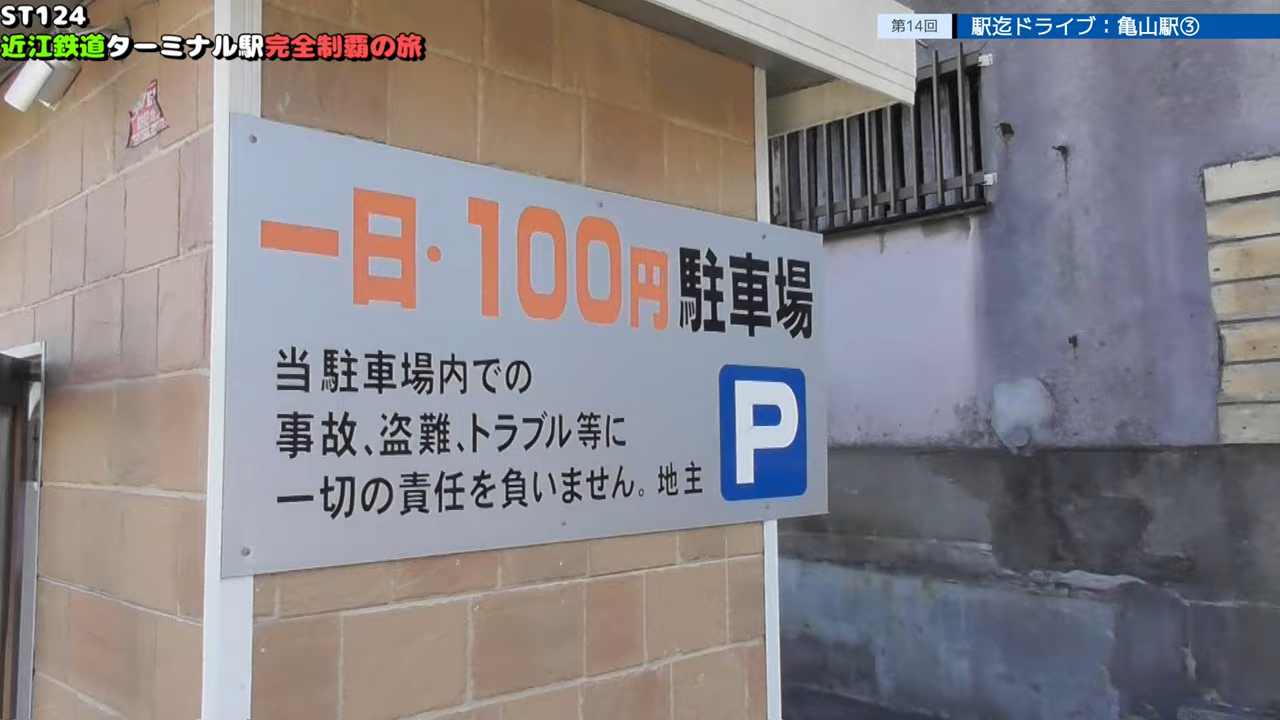 ST124
近江鉄道ターミナル駅完全制覇の旅
第14回
駅迄ドライブ：亀山駅③
一日・100円駐車場
当駐車場内での
事故、盗難、トラブル等に
一切の責任を負いません。地主
P